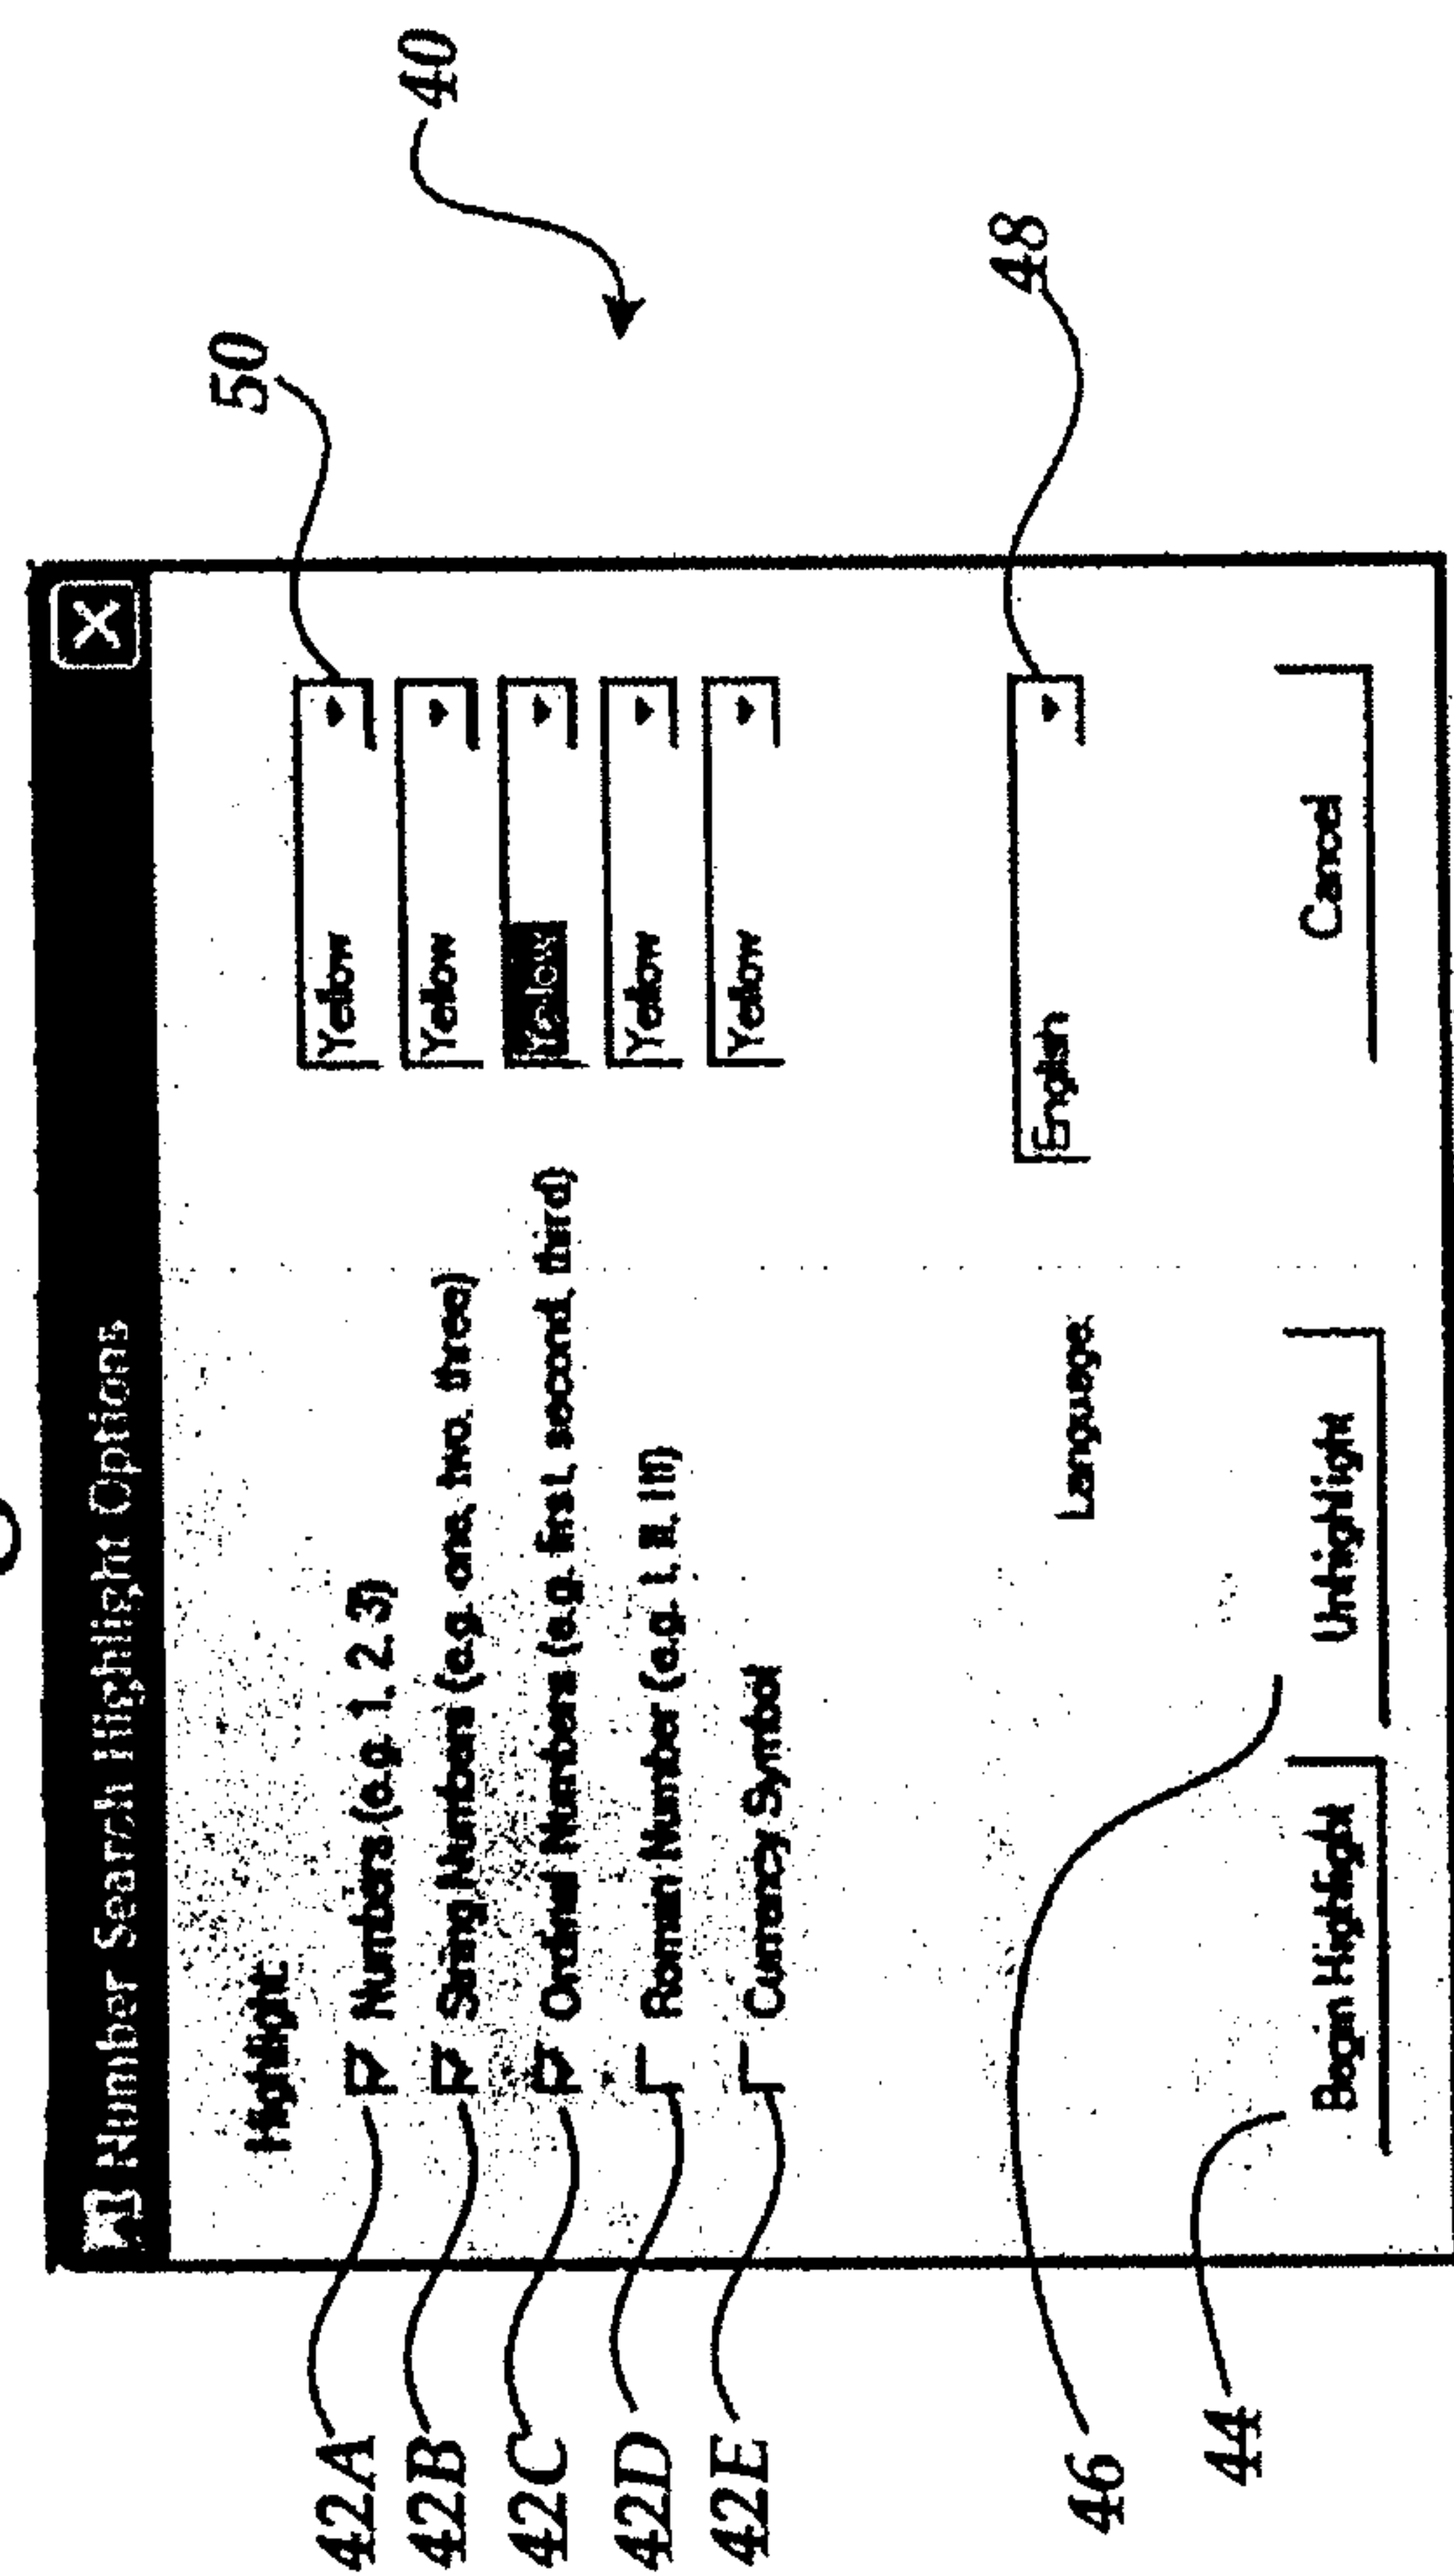 40
50
Number Search Highlight Options
Highlight:
42A Numbers (e.g. 1, 2, 3) Yellow
42B String Numbers (e.g. one, two, three) Yellow
42C Ordinal Numbers (e.g. first, second, third) Yellow
42D Roman Number (e.g. I, II, III) Yellow
42E Currency Symbol Yellow
48
Language: English
46
44
Begin Highlight Unhighlight Cancel